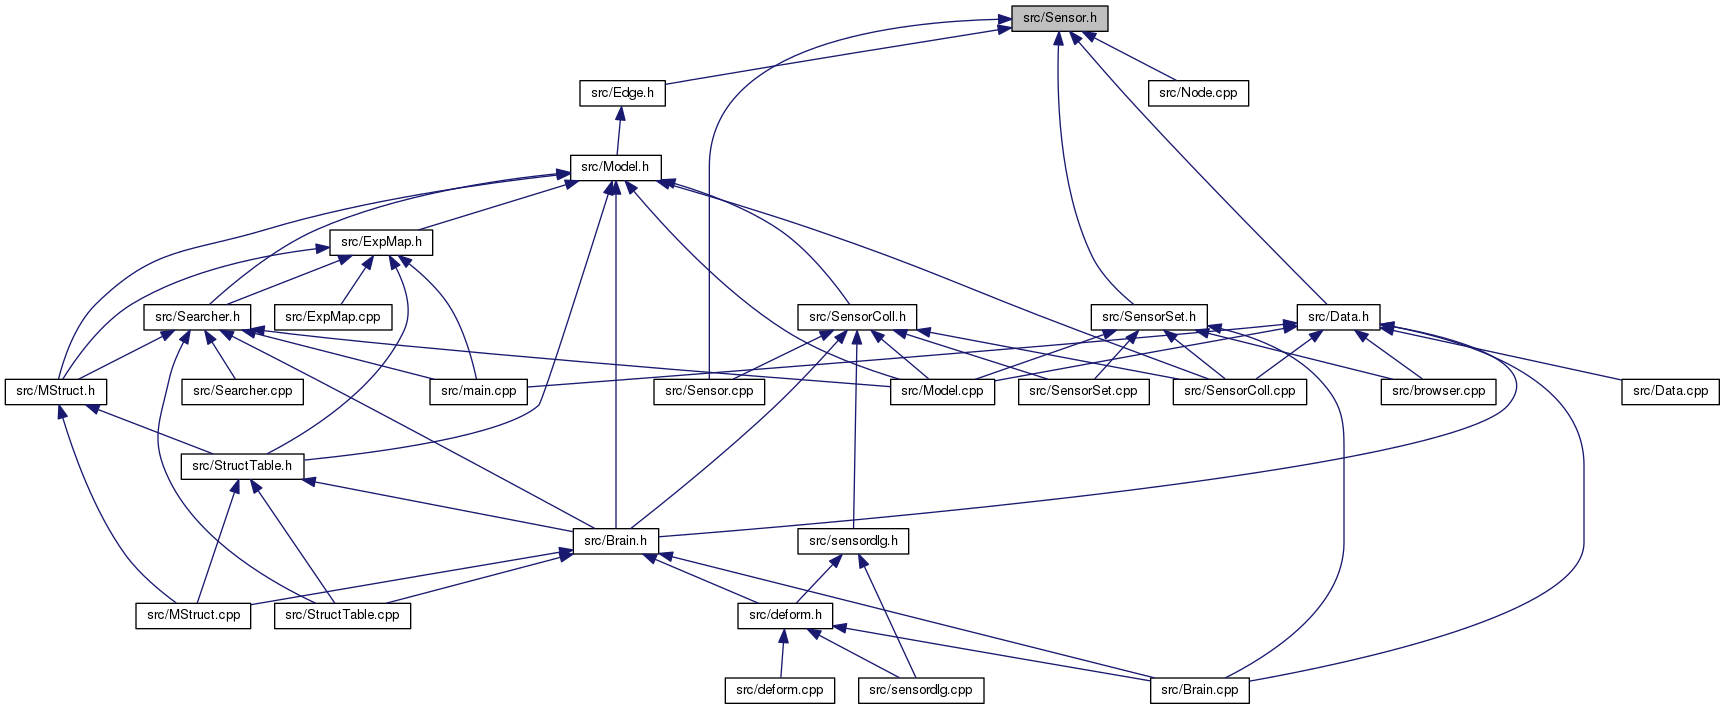 src/Sensor.h
src/Edge.h
src/Node.cpp
src/Model.h
src/ExpMap.h
src/Searcher.h
src/ExpMap.cpp
src/SensorColl.h
src/SensorSet.h
src/Data.h
src/MStruct.h
src/Searcher.cpp
src/main.cpp
src/Sensor.cpp
src/Model.cpp
src/SensorSet.cpp
src/SensorColl.cpp
src/browser.cpp
src/Data.cpp
src/StructTable.h
src/Brain.h
src/sensordlg.h
src/MStruct.cpp
src/StructTable.cpp
src/deform.h
src/deform.cpp
src/sensordlg.cpp
src/Brain.cpp